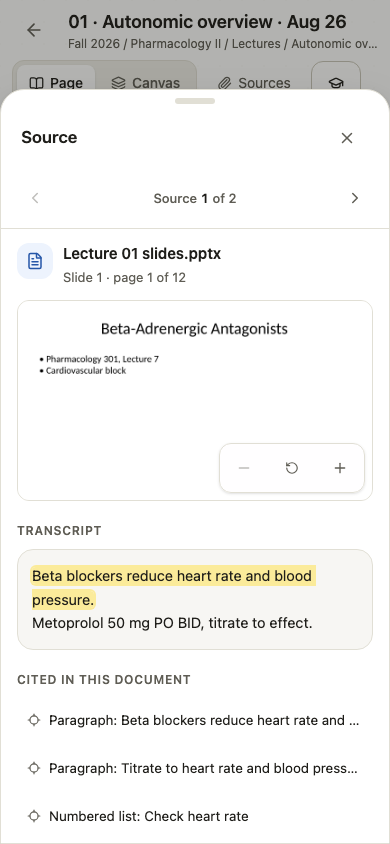 01 · Autonomic overview · Aug 26
Fall 2026 / Pharmacology II / Lectures / Autonomic ov...
Page
Canvas
Sources
Source
Source 1 of 2
Lecture 01 slides.pptx
Slide 1 · page 1 of 12
Beta-Adrenergic Antagonists
• Pharmacology 301, Lecture 7
• Cardiovascular block
TRANSCRIPT
Beta blockers reduce heart rate and blood
pressure.
Metoprolol 50 mg PO BID, titrate to effect.
CITED IN THIS DOCUMENT
Paragraph: Beta blockers reduce heart rate and ...
Paragraph: Titrate to heart rate and blood press...
Numbered list: Check heart rate